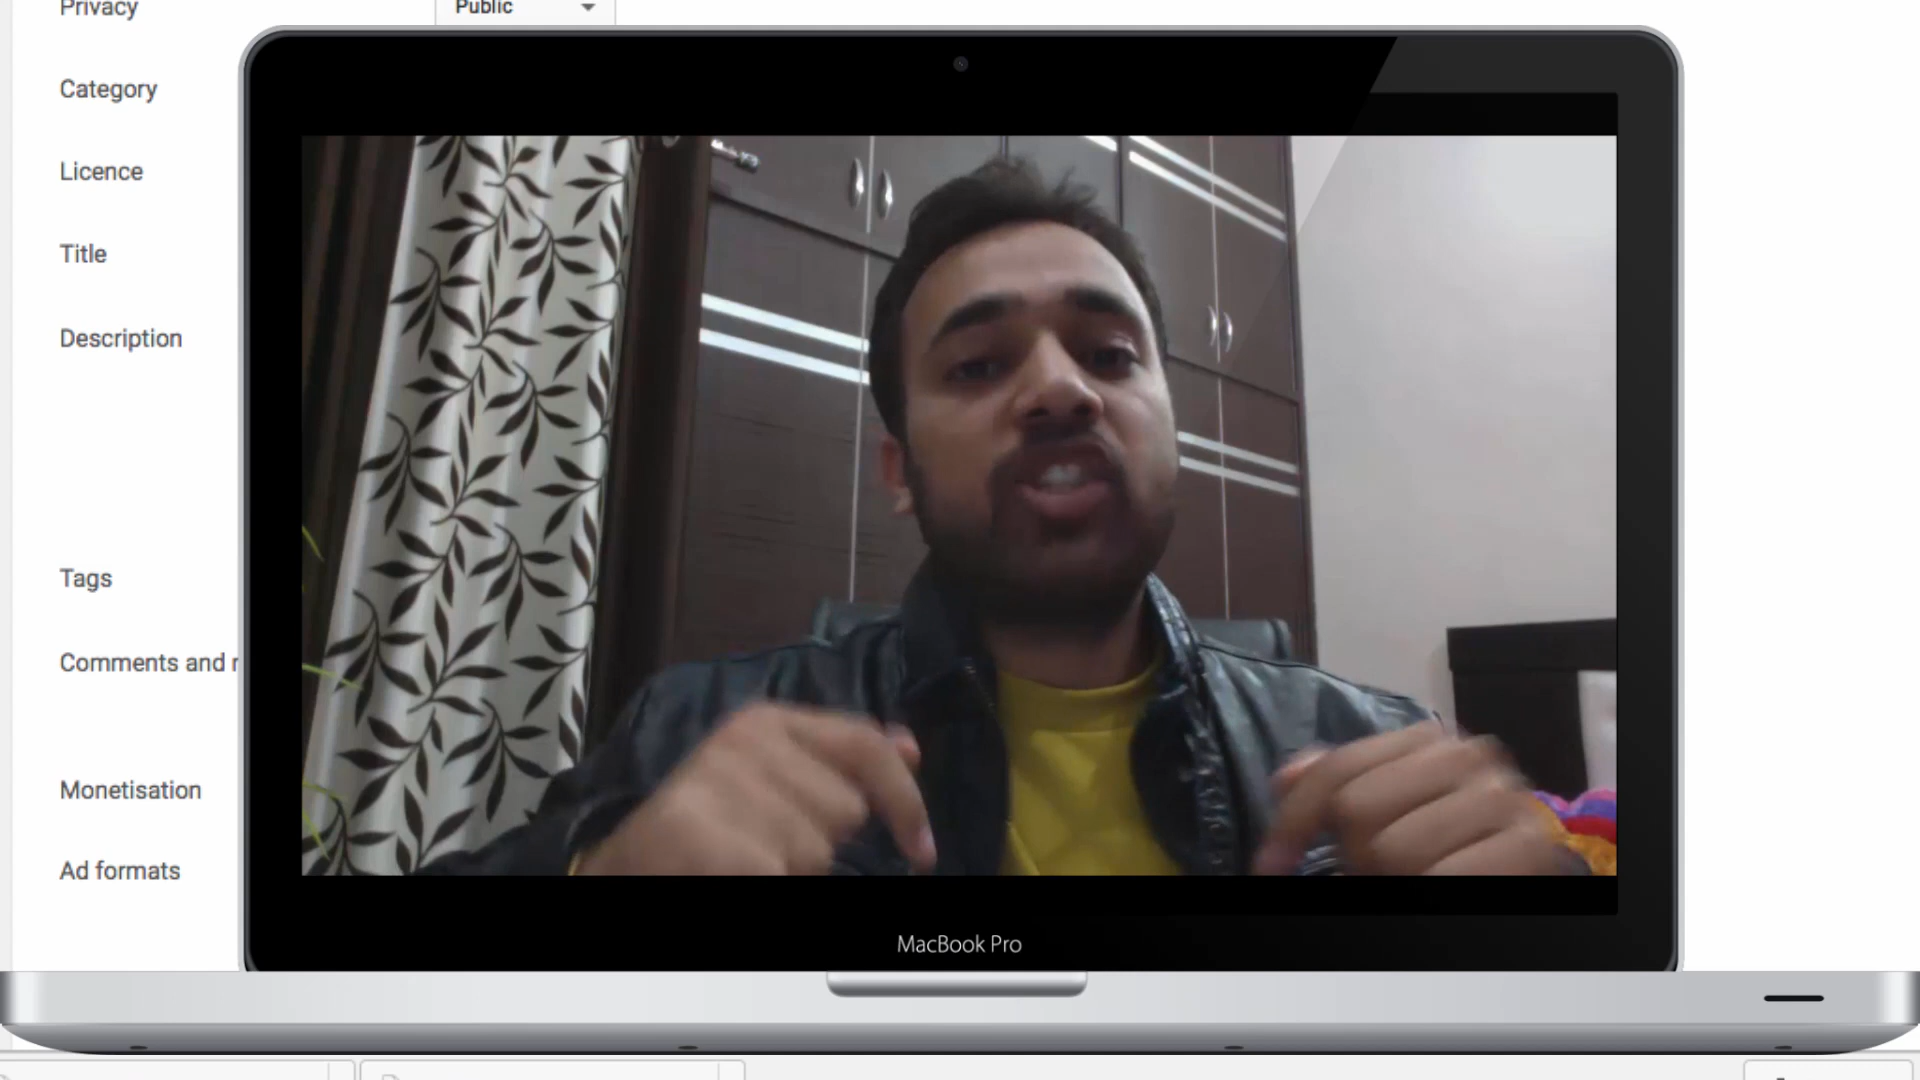 Privacy
Public
Category
Licence
Title
Description
Tags
Comments and r
Monetisation
Ad formats
MacBook Pro